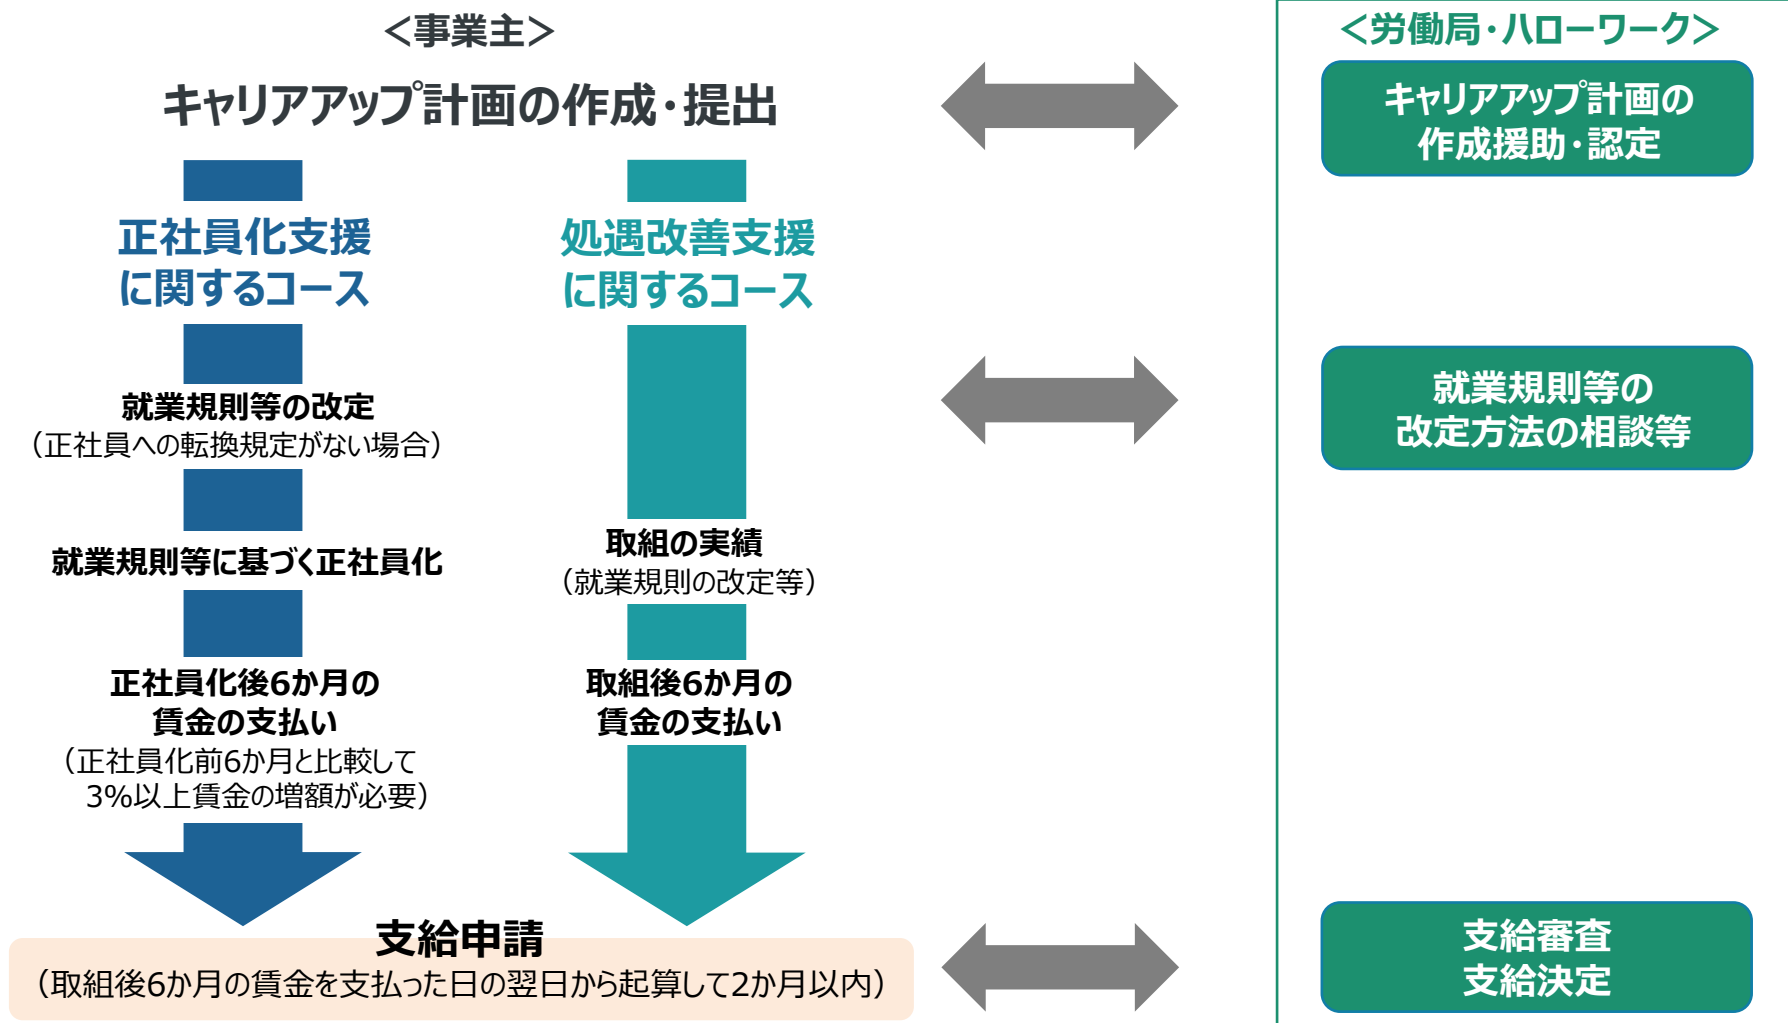 ＜事業主＞
キャリアアップ計画の作成・提出
正社員化支援
に関するコース
就業規則等の改定
（正社員への転換規定がない場合）
就業規則等に基づく正社員化
正社員化後6か月の
賃金の支払い
（正社員化前6か月と比較して
3%以上賃金の増額が必要）
処遇改善支援
に関するコース
取組の実績
（就業規則の改定等）
取組後6か月の
賃金の支払い
支給申請
（取組後6か月の賃金を支払った日の翌日から起算して2か月以内）
＜労働局・ハローワーク＞
キャリアアップ計画の
作成援助・認定
就業規則等の
改定方法の相談等
支給審査
支給決定